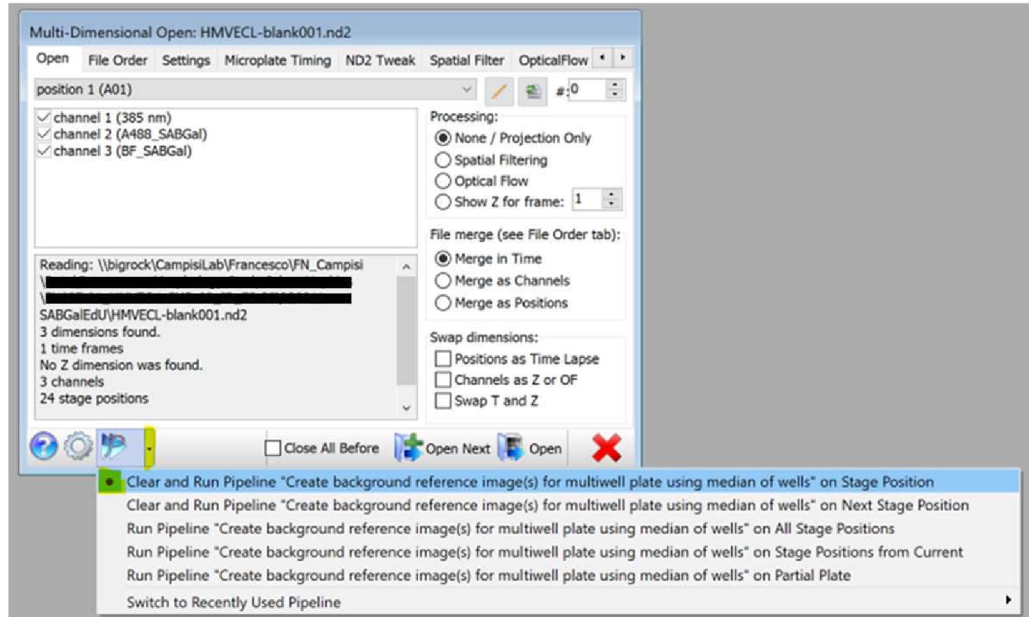 Multi-Dimensional Open: HMVECL-blank001.nd2
Open File Order Settings Microplate Timing ND2 Tweak Spatial Filter OpticalFlow
position 1 (A01)
#:0
channel 1 (385 nm)
channel 2 (A488_SABGal)
channel 3 (BF_SABGal)
Processing:
None / Projection Only
Spatial Filtering
Optical Flow
Show Z for frame: 1
File merge (see File Order tab):
Merge in Time
Merge as Channels
Merge as Positions
Swap dimensions:
Positions as Time Lapse
Channels as Z or OF
Swap T and Z
Reading: \\bigrock\CampisiLab\Francesco\FN_Campisi
\
\
SABGalEdU\HMVECL-blank001.nd2
3 dimensions found.
1 time frames
No Z dimension was found.
3 channels
24 stage positions
? Close All Before Open Next Open
Clear and Run Pipeline "Create background reference image(s) for multiwell plate using median of wells" on Stage Position
Clear and Run Pipeline "Create background reference image(s) for multiwell plate using median of wells" on Next Stage Position
Run Pipeline "Create background reference image(s) for multiwell plate using median of wells" on All Stage Positions
Run Pipeline "Create background reference image(s) for multiwell plate using median of wells" on Stage Positions from Current
Run Pipeline "Create background reference image(s) for multiwell plate using median of wells" on Partial Plate
Switch to Recently Used Pipeline